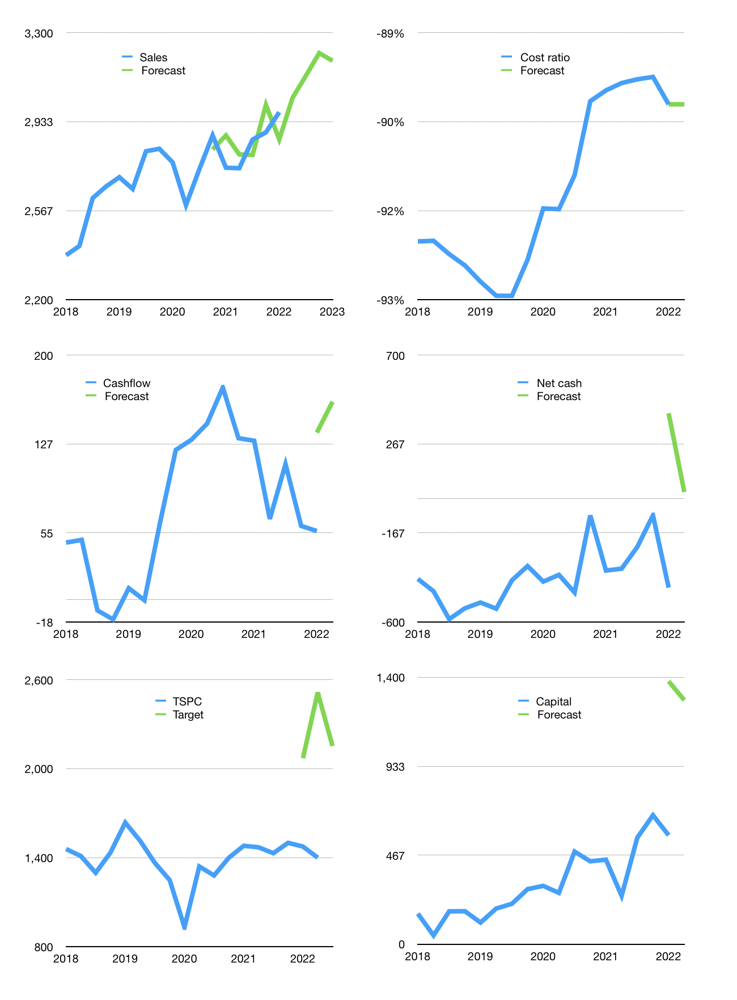 3,300
Sales
Forecast
2,933
2,567
2,200
2018 2019 2020 2021 2022 2023
-89%
Cost ratio
Forecast
-90%
-92%
-93%
2018 2019 2020 2021 2022
200
Cashflow
Forecast
127
55
-18
2018 2019 2020 2021 2022
700
Net cash
Forecast
267
-167
-600
2018 2019 2020 2021 2022
2,600
TSPC
Target
2,000
1,400
800
2018 2019 2020 2021 2022
1,400
Capital
Forecast
933
467
0
2018 2019 2020 2021 2022